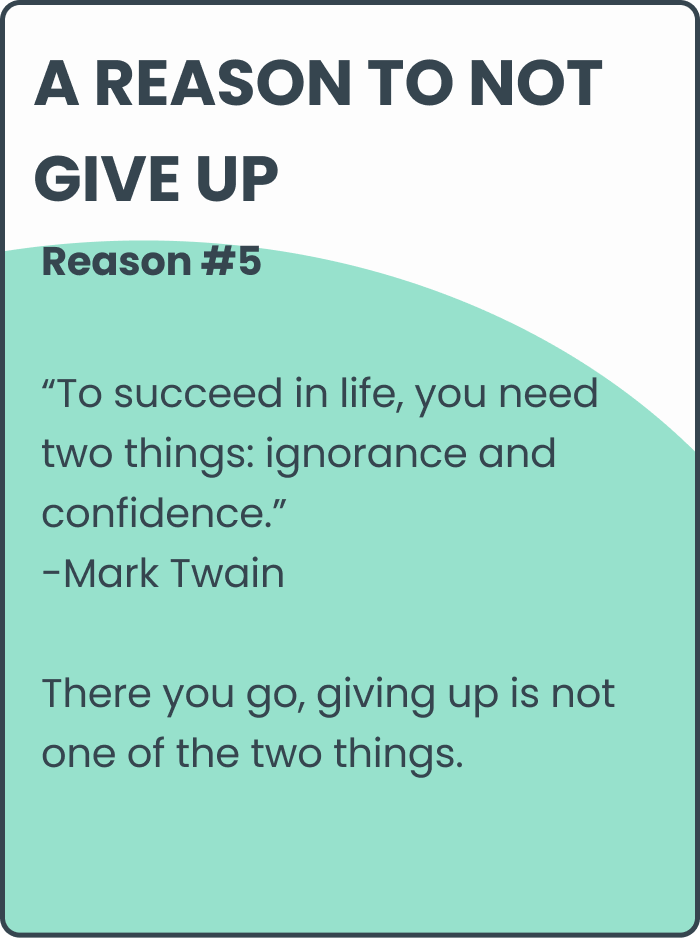 A REASON TO NOT
GIVE UP
Reason #5
“To succeed in life, you need
two things: ignorance and
confidence.”
-Mark Twain
There you go, giving up is not
one of the two things.